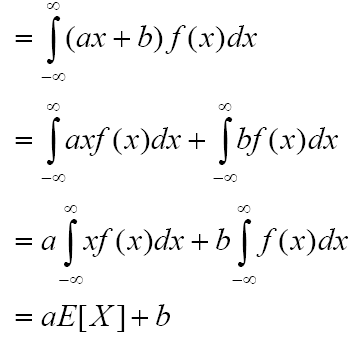 = ∫_{-∞}^{∞} (ax + b) f(x)dx
= ∫_{-∞}^{∞} axf(x)dx + ∫_{-∞}^{∞} bf(x)dx
= a ∫_{-∞}^{∞} xf(x)dx + b ∫_{-∞}^{∞} f(x)dx
= aE[X] + b